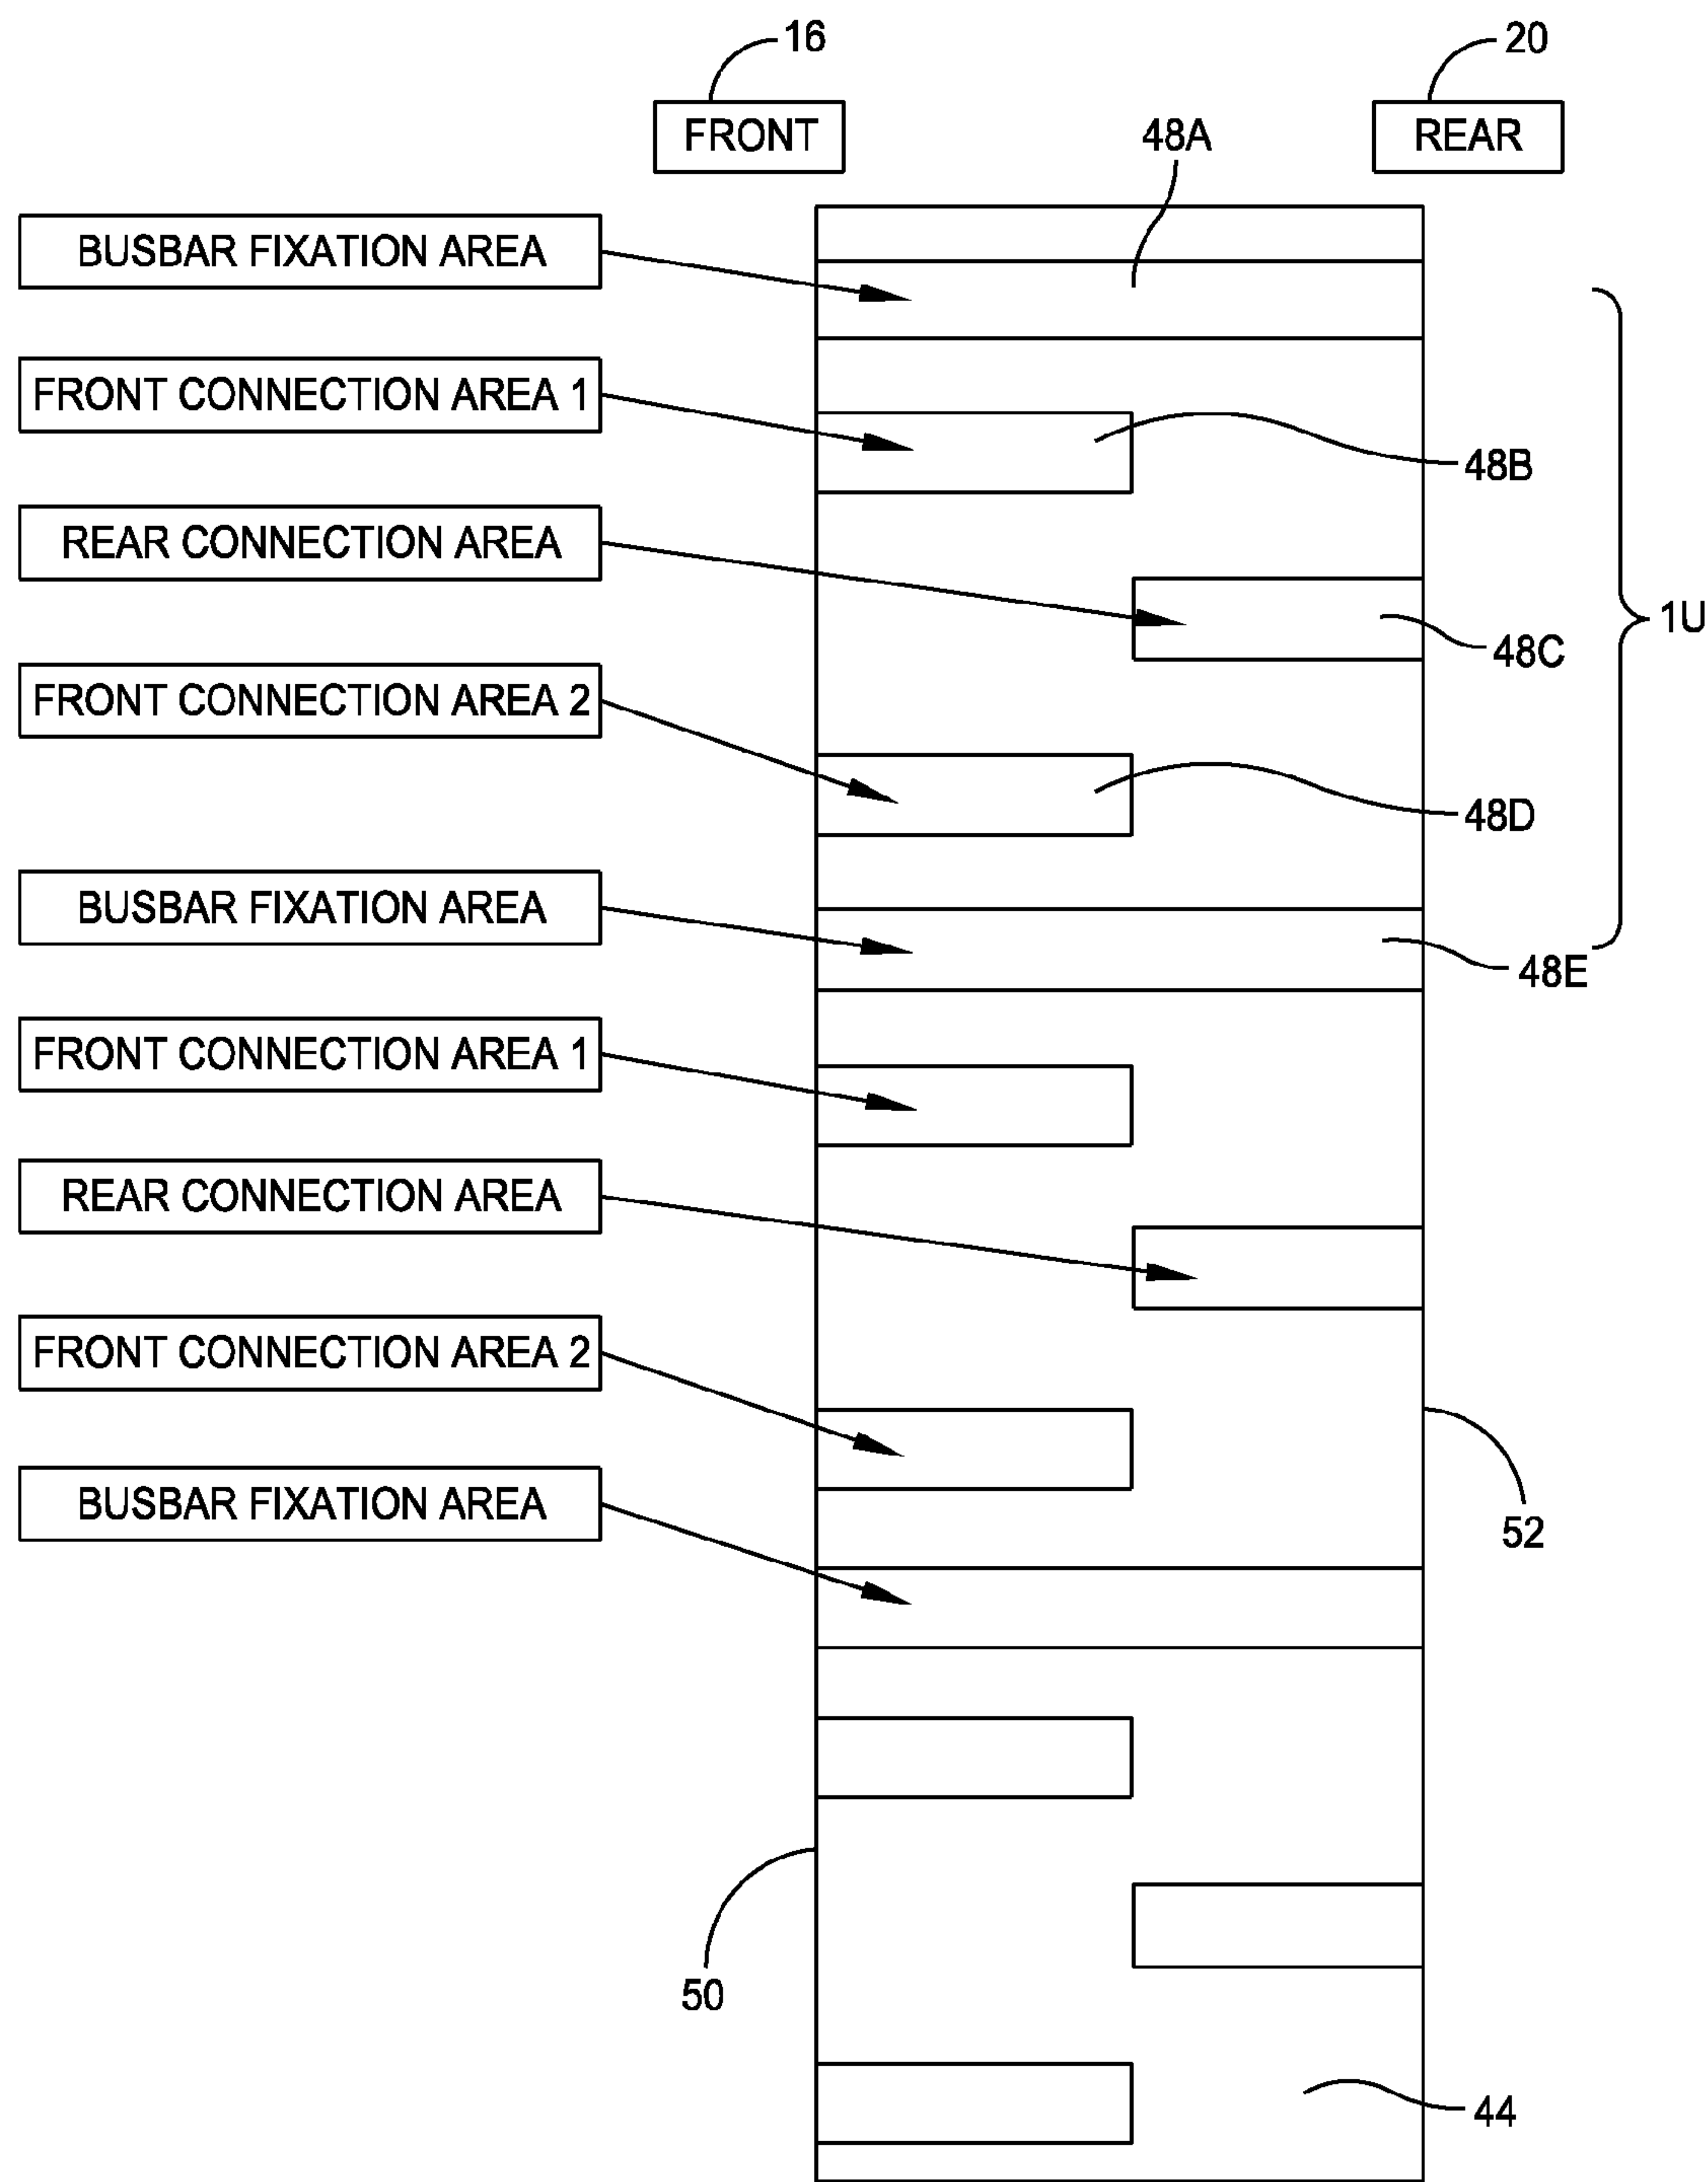 16
20
FRONT
48A
REAR
BUSBAR FIXATION AREA
FRONT CONNECTION AREA 1
48B
REAR CONNECTION AREA
1U
48C
FRONT CONNECTION AREA 2
48D
BUSBAR FIXATION AREA
48E
FRONT CONNECTION AREA 1
REAR CONNECTION AREA
FRONT CONNECTION AREA 2
BUSBAR FIXATION AREA
52
50
44